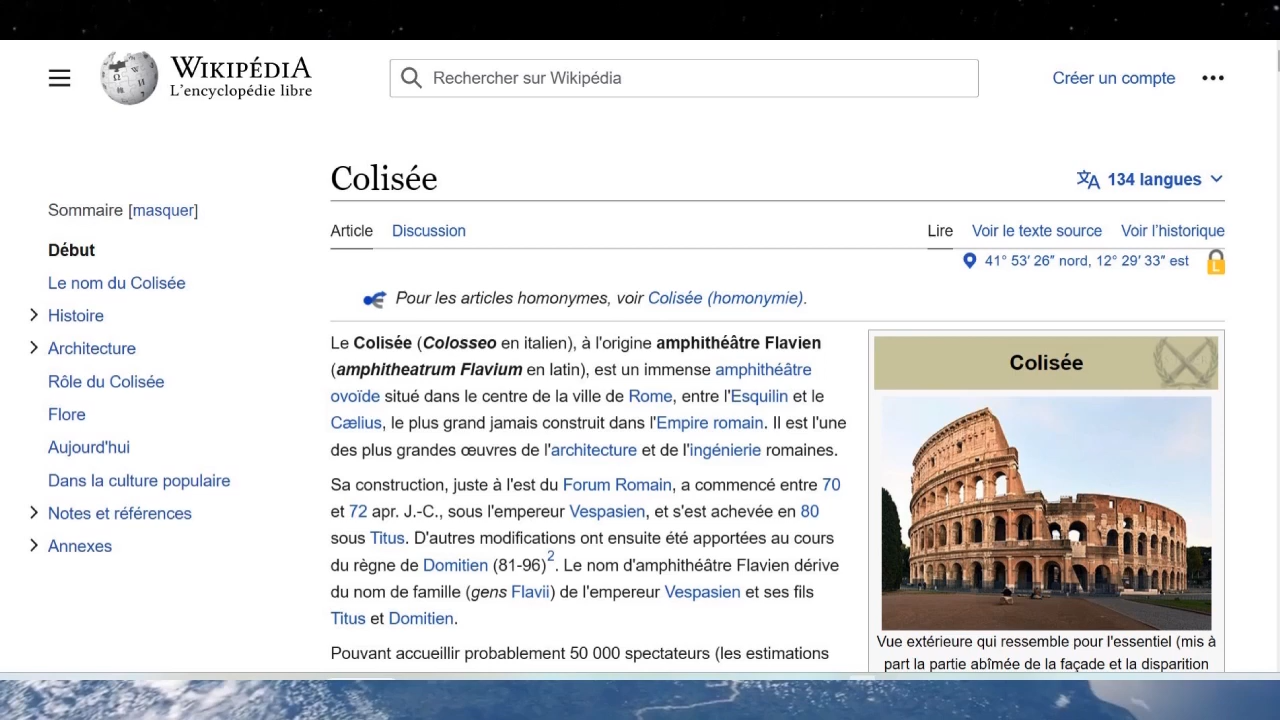 WIKIPÉDIA
L'encyclopédie libre
Rechercher sur Wikipédia
Créer un compte
Colisée
134 langues
Sommaire [masquer]
Début
Le nom du Colisée
Histoire
Architecture
Rôle du Colisée
Flore
Aujourd'hui
Dans la culture populaire
Notes et références
Annexes
Article Discussion
Lire Voir le texte source Voir l'historique
41° 53′ 26″ nord, 12° 29′ 33″ est
L
Pour les articles homonymes, voir Colisée (homonymie).
Le Colisée (Colosseo en italien), à l'origine amphithéâtre Flavien
(amphitheatrum Flavium en latin), est un immense amphithéâtre
ovoïde situé dans le centre de la ville de Rome, entre l'Esquilin et le
Cælius, le plus grand jamais construit dans l'Empire romain. Il est l'une
des plus grandes œuvres de l'architecture et de l'ingénierie romaines.
Sa construction, juste à l'est du Forum Romain, a commencé entre 70
et 72 apr. J.-C., sous l'empereur Vespasien, et s'est achevée en 80
sous Titus. D'autres modifications ont ensuite été apportées au cours
du règne de Domitien (81-96)2. Le nom d'amphithéâtre Flavien dérive
du nom de famille (gens Flavii) de l'empereur Vespasien et ses fils
Titus et Domitien.
Pouvant accueillir probablement 50 000 spectateurs (les estimations
Colisée
Vue extérieure qui ressemble pour l'essentiel (mis à
part la partie abîmée de la façade et la disparition